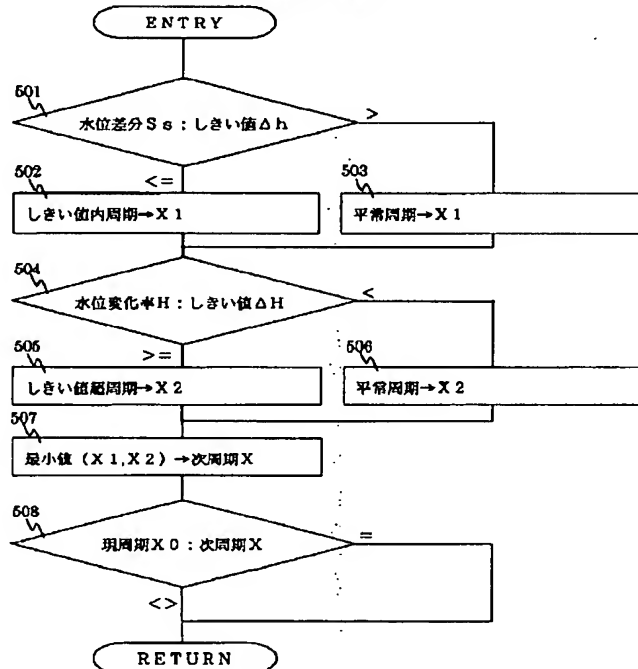 ENTRY
501
水位差分Ss:しきい値Δh
>
<=
502
しきい値内周期→X1
503
平常周期→X1
504
水位変化率H:しきい値ΔH
<
>=
505
しきい値超周期→X2
506
平常周期→X2
507
最小値(X1,X2)→次周期X
508
現周期X0:次周期X
=
<>
RETURN